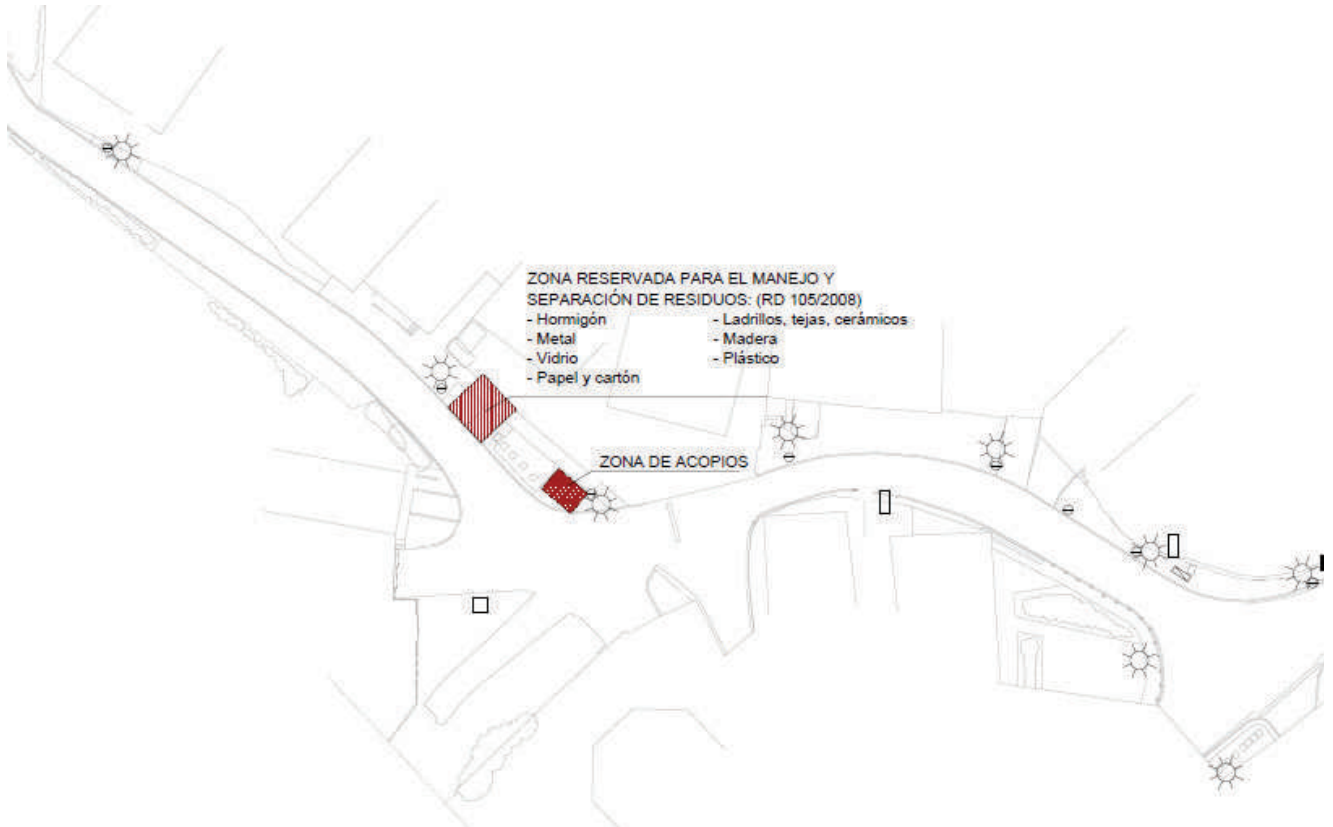 ZONA RESERVADA PARA EL MANEJO Y
SEPARACIÓN DE RESIDUOS: (RD 105/2008)
- Hormigón - Ladrillos, tejas, cerámicos
- Metal - Madera
- Vidrio - Plástico
- Papel y cartón
ZONA DE ACOPIOS